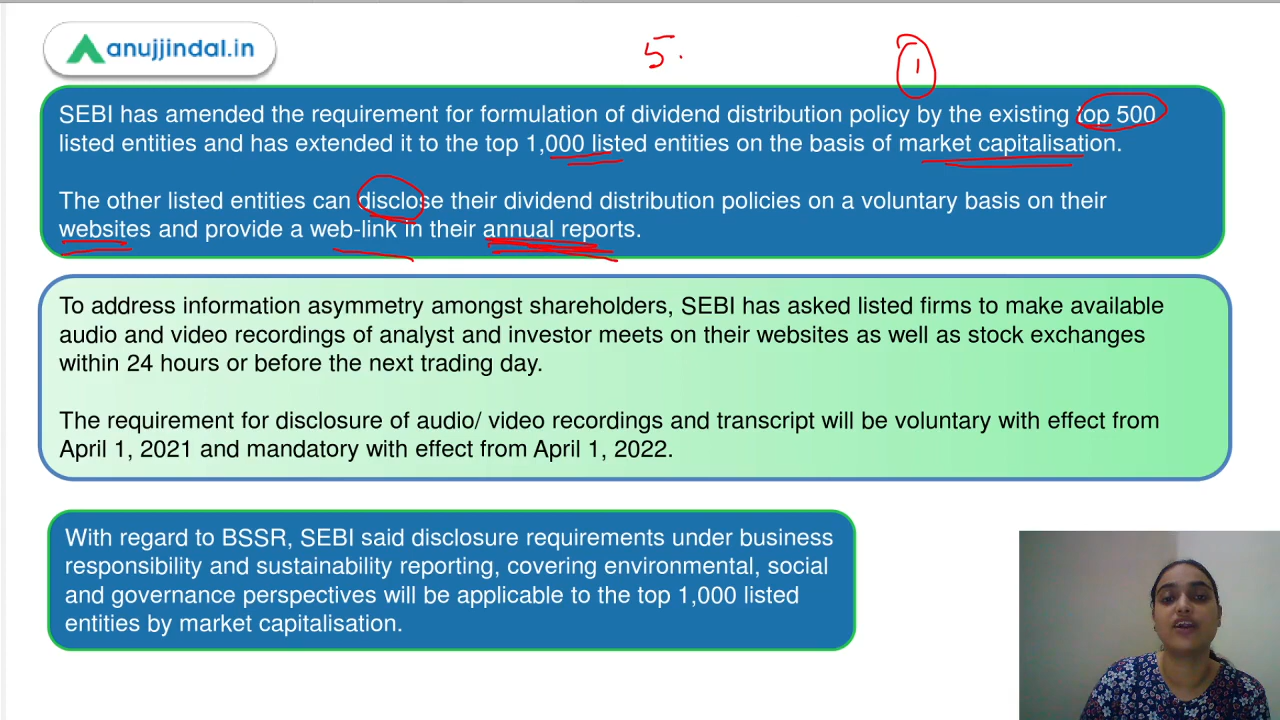 anujjindal.in
5.
1
SEBI has amended the requirement for formulation of dividend distribution policy by the existing top 500
listed entities and has extended it to the top 1,000 listed entities on the basis of market capitalisation.
The other listed entities can disclose their dividend distribution policies on a voluntary basis on their
websites and provide a web-link in their annual reports.
To address information asymmetry amongst shareholders, SEBI has asked listed firms to make available
audio and video recordings of analyst and investor meets on their websites as well as stock exchanges
within 24 hours or before the next trading day.
The requirement for disclosure of audio/ video recordings and transcript will be voluntary with effect from
April 1, 2021 and mandatory with effect from April 1, 2022.
With regard to BSSR, SEBI said disclosure requirements under business
responsibility and sustainability reporting, covering environmental, social
and governance perspectives will be applicable to the top 1,000 listed
entities by market capitalisation.